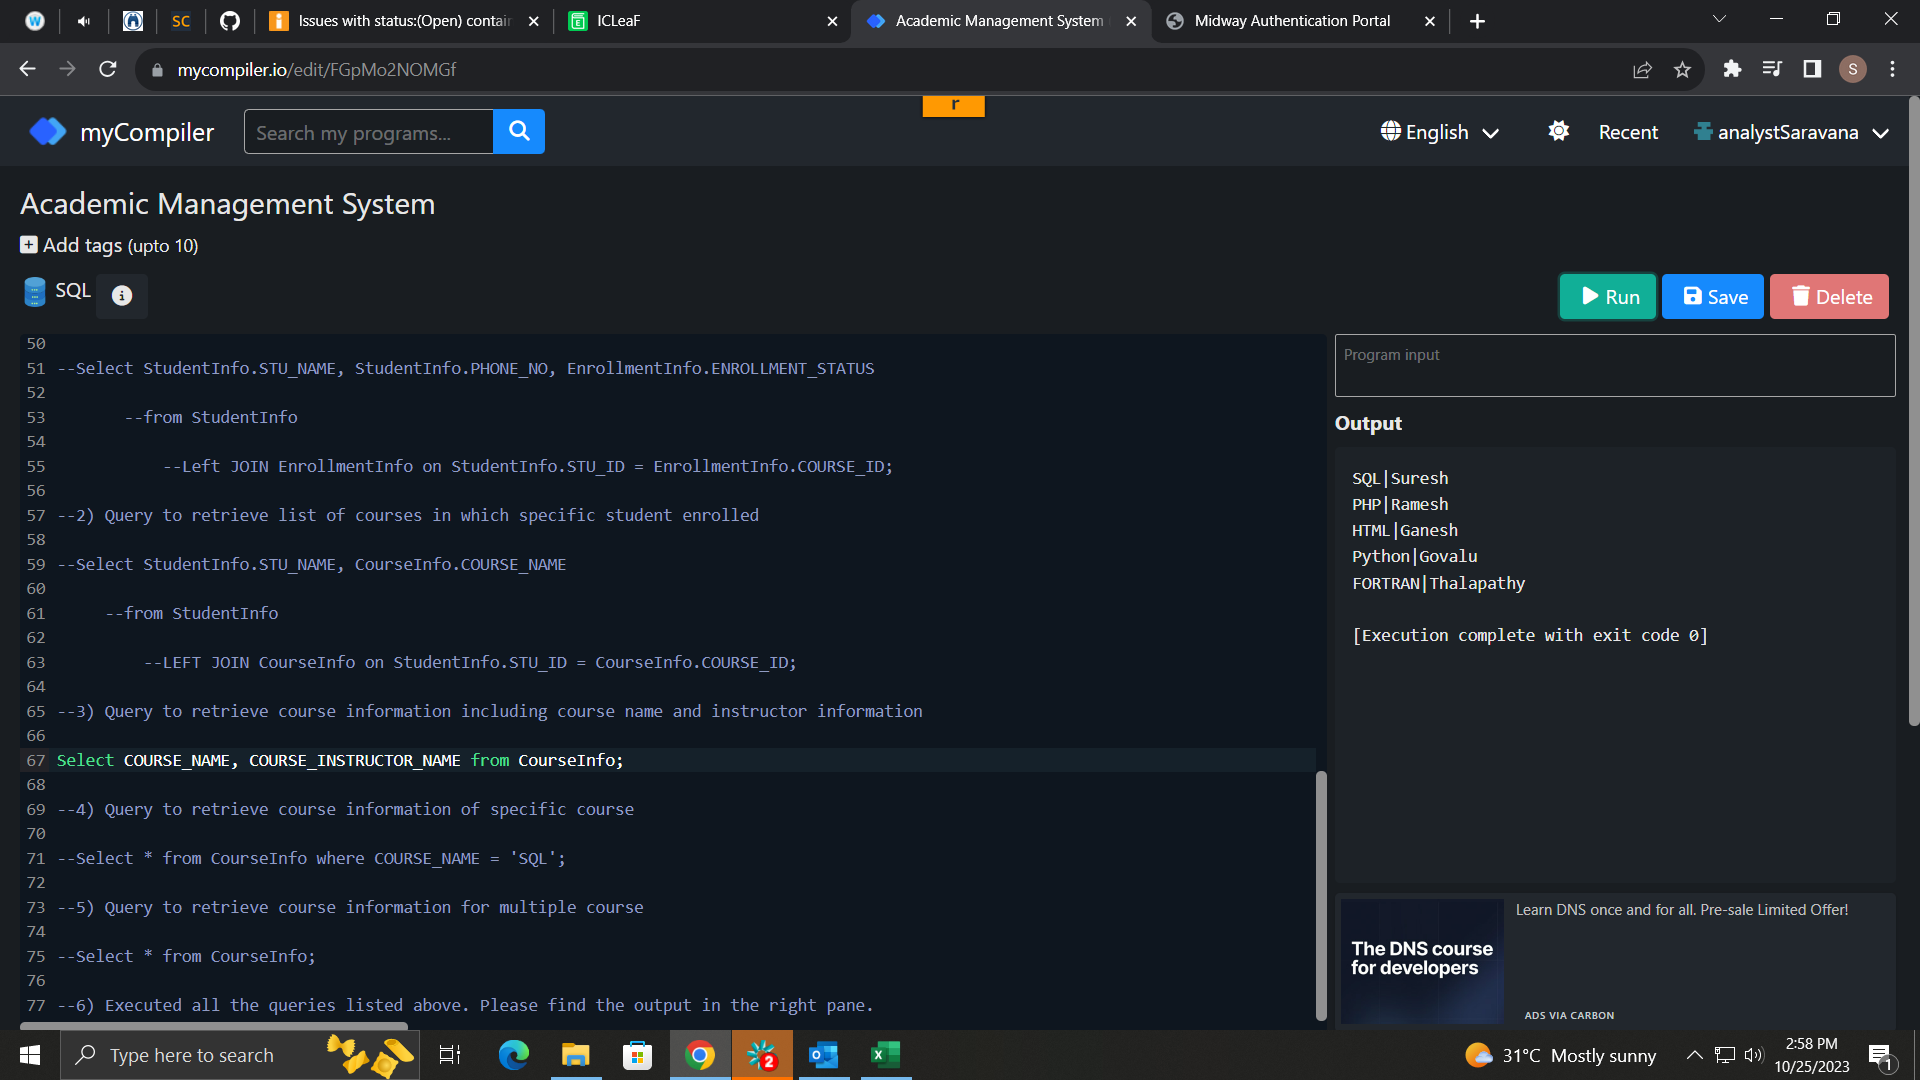 SC
Issues with status:(Open) contain
ICLeaF
Academic Management System
Midway Authentication Portal
mycompiler.io/edit/FGpMo2NOMGf
S
r
myCompiler
Search my programs...
English
Recent
analystSaravana
Academic Management System
Add tags (upto 10)
SQL
Run
Save
Delete
50
51 --Select StudentInfo.STU_NAME, StudentInfo.PHONE_NO, EnrollmentInfo.ENROLLMENT_STATUS
52
53 --from StudentInfo
54
55 --Left JOIN EnrollmentInfo on StudentInfo.STU_ID = EnrollmentInfo.COURSE_ID;
56
57 --2) Query to retrieve list of courses in which specific student enrolled
58
59 --Select StudentInfo.STU_NAME, CourseInfo.COURSE_NAME
60
61 --from StudentInfo
62
63 --LEFT JOIN CourseInfo on StudentInfo.STU_ID = CourseInfo.COURSE_ID;
64
65 --3) Query to retrieve course information including course name and instructor information
66
67 Select COURSE_NAME, COURSE_INSTRUCTOR_NAME from CourseInfo;
68
69 --4) Query to retrieve course information of specific course
70
71 --Select * from CourseInfo where COURSE_NAME = 'SQL';
72
73 --5) Query to retrieve course information for multiple course
74
75 --Select * from CourseInfo;
76
77 --6) Executed all the queries listed above. Please find the output in the right pane.
Program input
Output
SQL|Suresh
PHP|Ramesh
HTML|Ganesh
Python|Govalu
FORTRAN|Thalapathy
[Execution complete with exit code 0]
The DNS course
for developers
Learn DNS once and for all. Pre-sale Limited Offer!
ADS VIA CARBON
Type here to search
2
31°C Mostly sunny
2:58 PM
10/25/2023
1